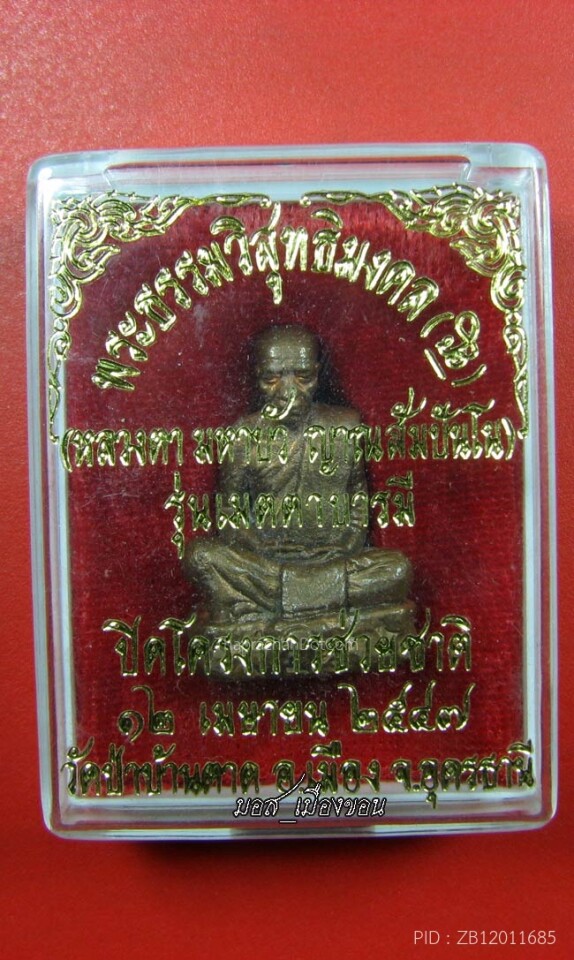 พระธรรมวิสุทธิมงคล
(หลวงตา มหาบัว ญาณสัมปันโน)
รุ่นเมตตาบารมี
ปิดโครงการช่วยชาติ
๑๒ เมษายน ๒๕๔๗
วัดป่าบ้านตาด อ.เมือง จ.อุดรธานี
มอส_เมืองขอน
PID : ZB12011685